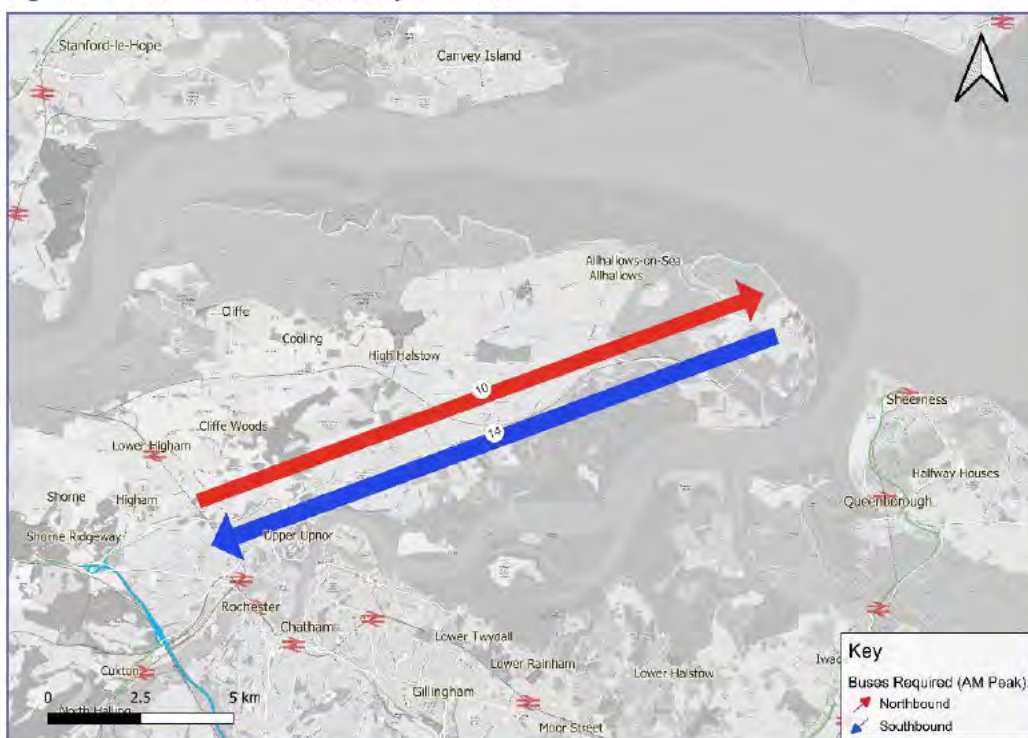 Stanford-le-Hope
Canvey Island
Allhallows-on-Sea
Allhallows
Cliffe
Cooling
High Halstow
10
Sheerness
14
Cliffe Woods
Lower Higham
Halfway Houses
Shorne
Higham
Queenborough
Shorne Ridgeway
Upper Upnor
Rochester
Chatham
Lower Twydall
Cuxton
Lower Rainham
Lower Halstow
Key
Buses Required (AM Peak)
Northbound
Southbound
0 2.5 5 km
Gillingham
North Halling
Moor Street